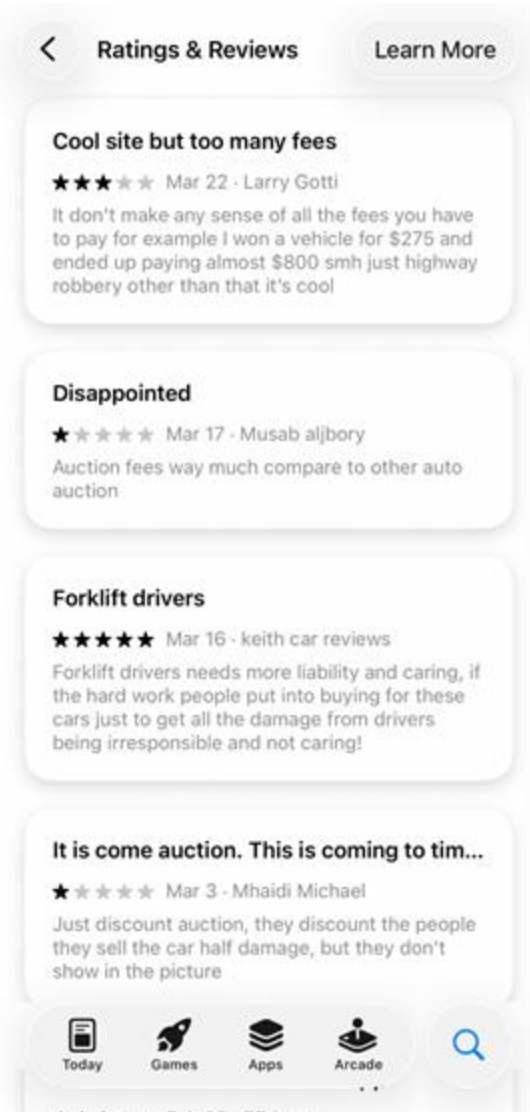 Ratings & Reviews
Learn More
Cool site but too many fees
Mar 22 · Larry Gotti
It don't make any sense of all the fees you have
to pay for example I won a vehicle for $275 and
ended up paying almost $800 smh just highway
robbery other than that it's cool
Disappointed
Mar 17 · Musab aljbory
Auction fees way much compare to other auto
auction
Forklift drivers
Mar 16 · keith car reviews
Forklift drivers needs more liability and caring, if
the hard work people put into buying for these
cars just to get all the damage from drivers
being irresponsible and not caring!
It is come auction. This is coming to tim...
Mar 3 · Mhaidi Michael
Just discount auction, they discount the people
they sell the car half damage, but they don't
show in the picture
Today
Games
Apps
Arcade